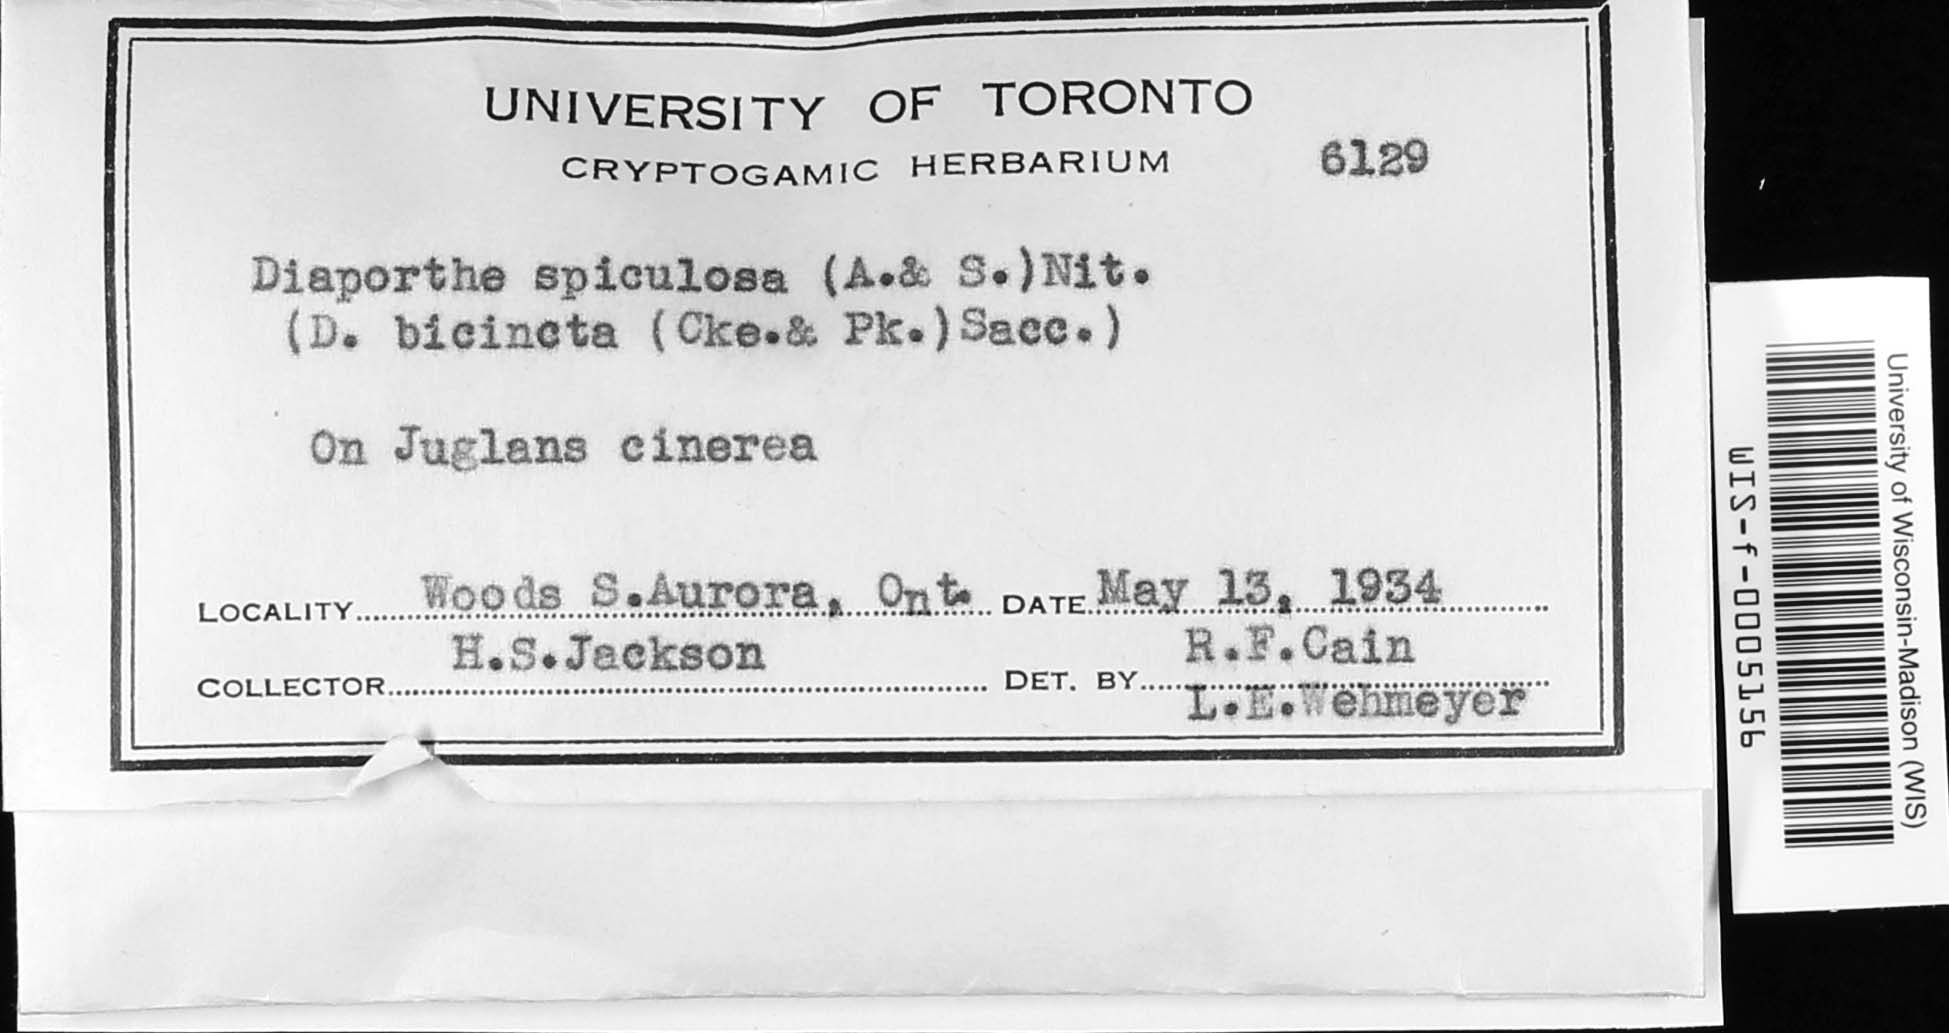 UNIVERSITY OF TORONTO
CRYPTOGAMIC HERBARIUM 6129
Diaporthe spiculosa (A.& S.)Nit.
(D. bicincta (Cke.& Pk.)Sacc.)
On Juglans cinerea
LOCALITY Woods S.Aurora, Ont. DATE May 13, 1934
COLLECTOR H.S.Jackson DET. BY R.F.Cain
L.E.Wehmeyer
University of Wisconsin-Madison (WIS)
WIS-f-0005156